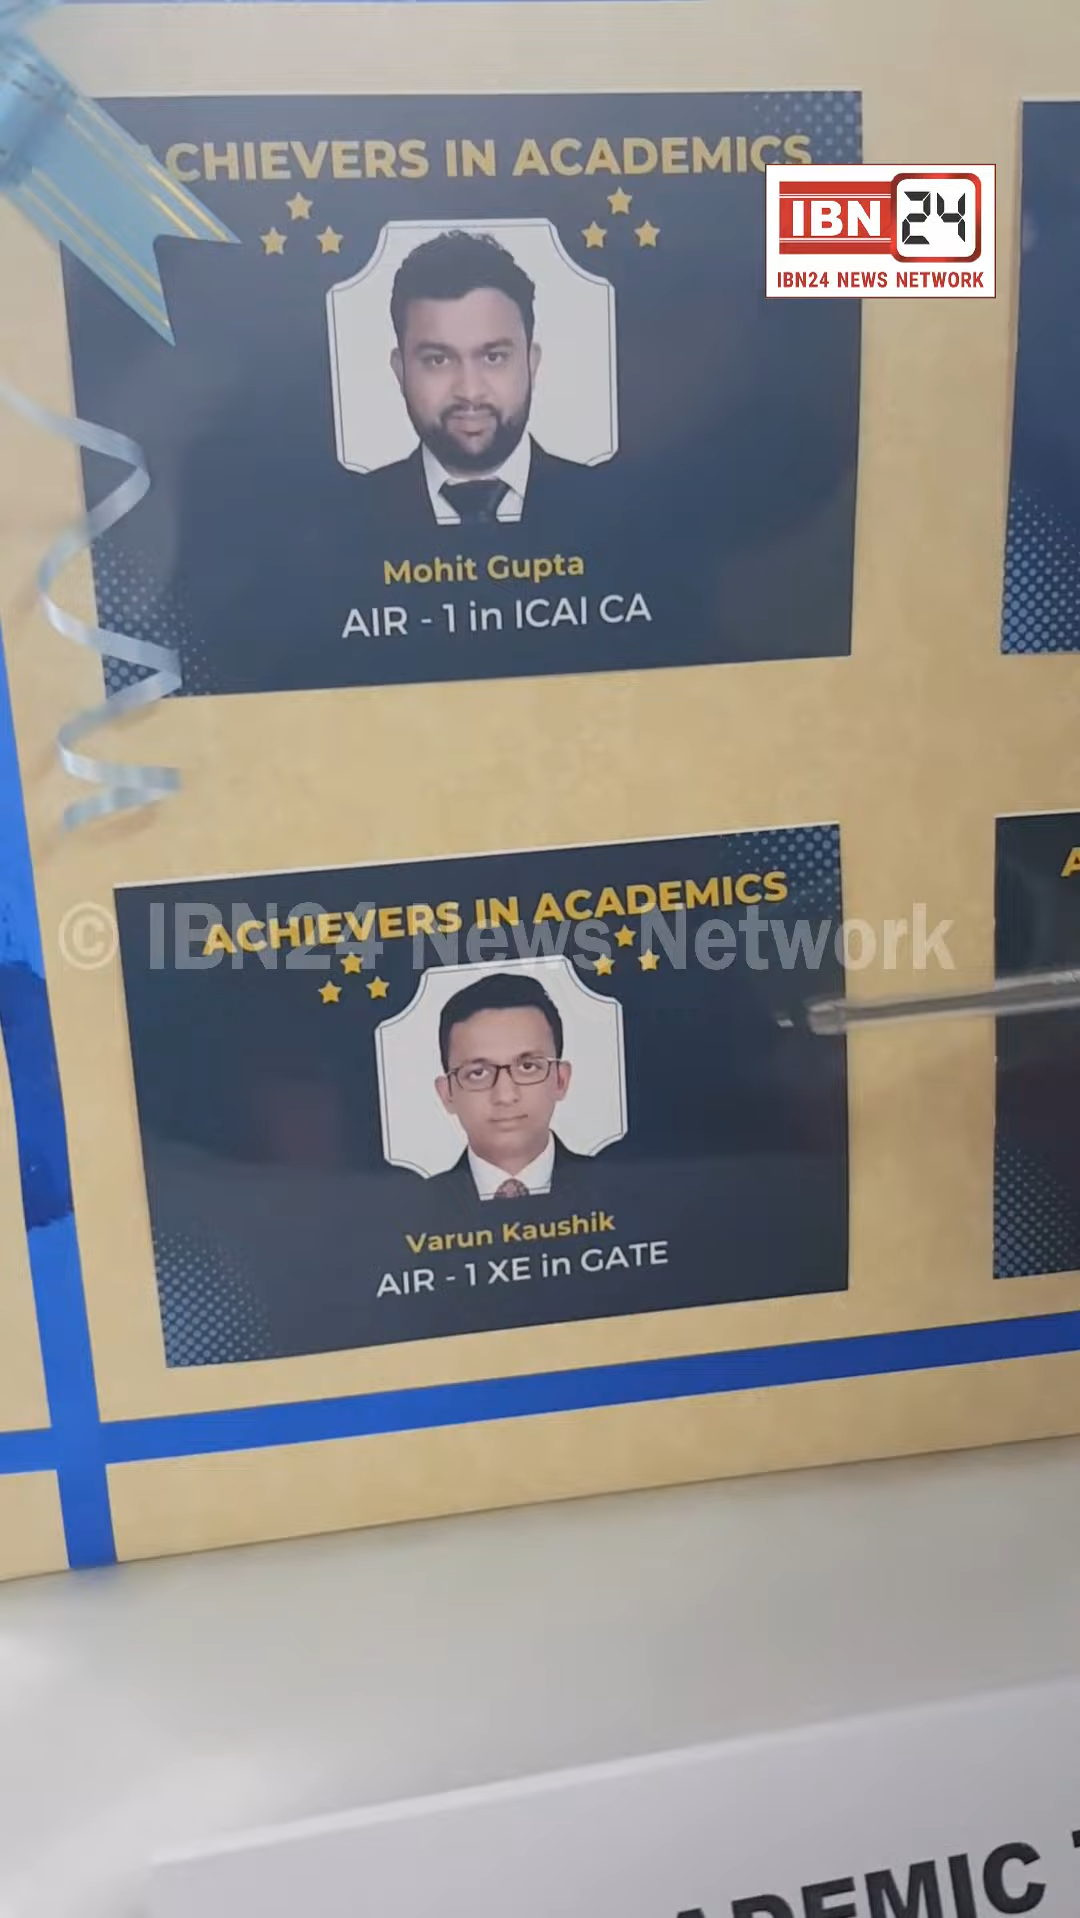 ACHIEVERS IN ACADEMICS
IBN 24
IBN24 NEWS NETWORK
Mohit Gupta
AIR - 1 in ICAI CA
ACHIEVERS IN ACADEMICS
© IBN24 News Network
Varun Kaushik
AIR - 1 XE in GATE